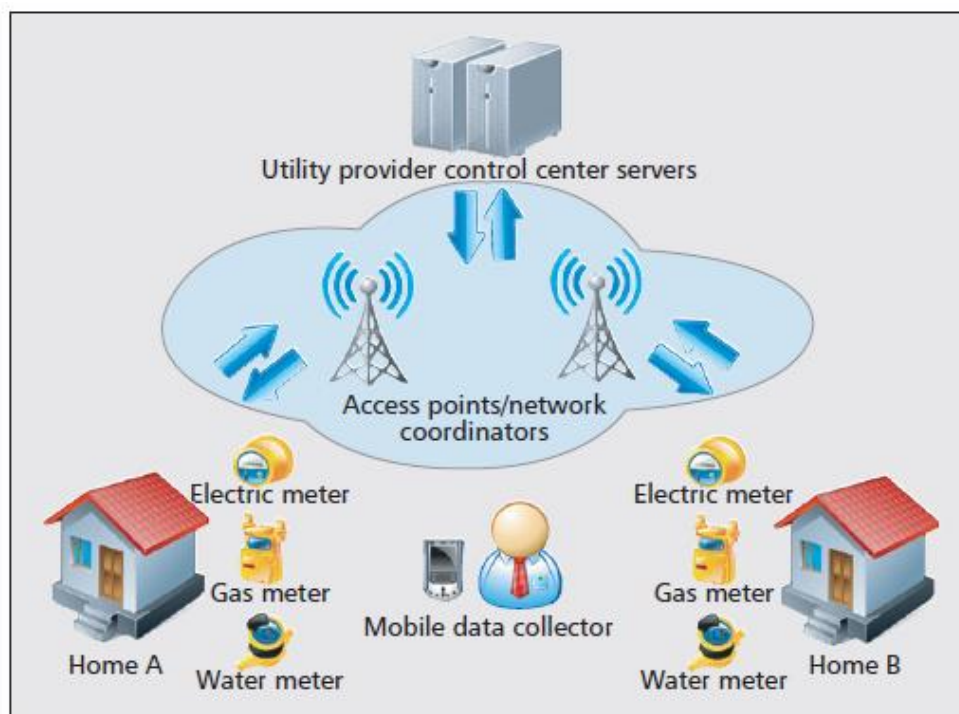 Utility provider control center servers
Access points/network
coordinators
Electric meter
Electric meter
Gas meter
Mobile data collector
Gas meter
Home A
Water meter
Water meter
Home B